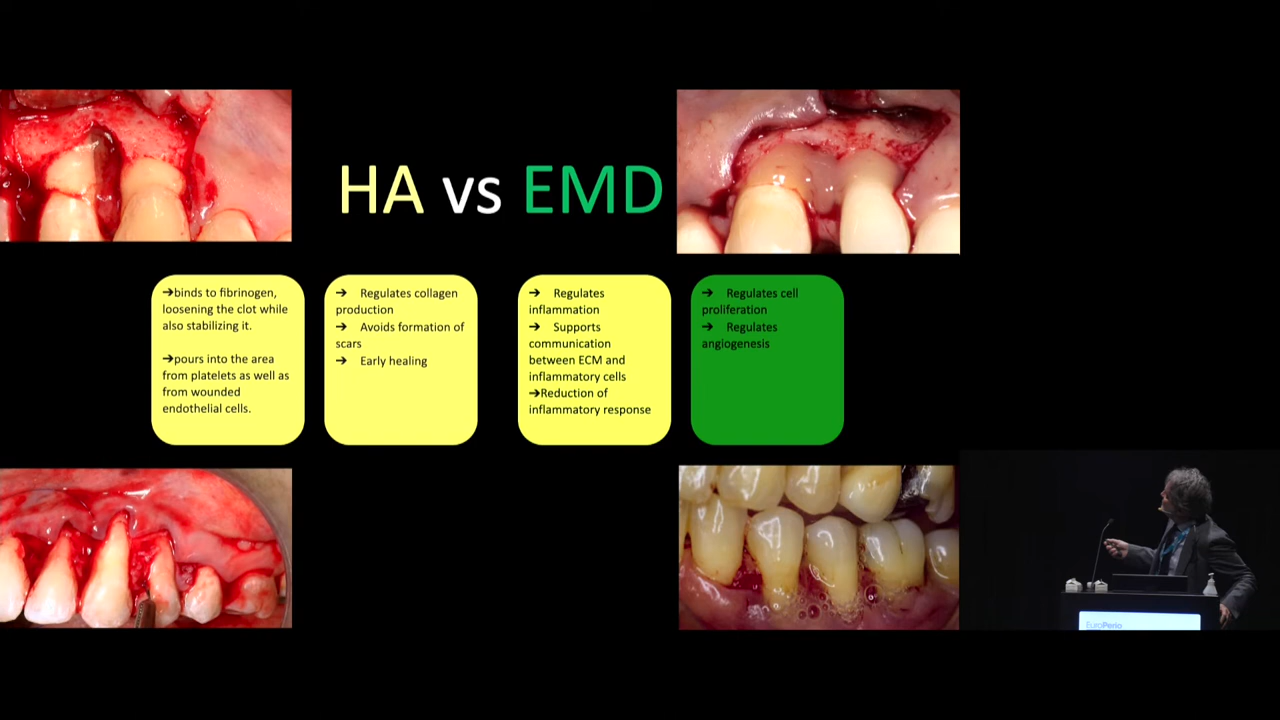 HA vs EMD
➔binds to fibrinogen,
loosening the clot while
also stabilizing it.
➔pours into the area
from platelets as well as
from wounded
endothelial cells.
➔ Regulates collagen
production
➔ Avoids formation of
scars
➔ Early healing
➔ Regulates
inflammation
➔ Supports
communication
between ECM and
inflammatory cells
➔Reduction of
inflammatory response
➔ Regulates cell
proliferation
➔ Regulates
angiogenesis
EuroPerio